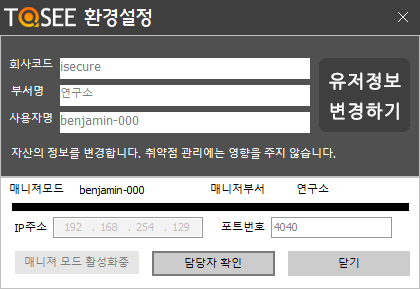 T@SEE 환경설정
회사코드 isecure
부서명 연구소
사용자명 benjamin-000
유저정보
변경하기
자산의 정보를 변경합니다. 취약점 관리에는 영향을 주지 않습니다.
매니져모드 benjamin-000 매니저부서 연구소
IP주소 192 . 168 . 254 . 129 포트번호 4040
매니져 모드 활성화중 담당자 확인 닫기